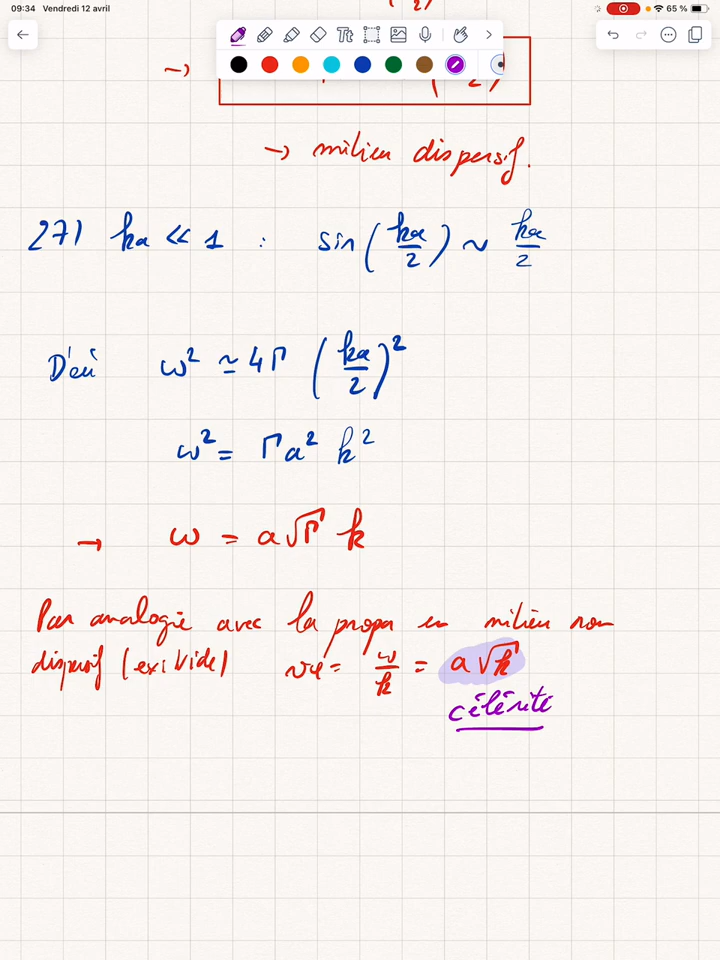 09:34 Vendredi 12 avril
65 %
Tt
→
→ milieu dispersif.
27) ka << 1 : sin(ka/2) ~ ka/2
D'où ω² ≃ 4Γ (ka/2)²
ω² = Γa² k²
→ ω = a√Γ k
Par analogie avec la propa en milieu non
dispersif (ex: Vide) vφ = ω/k = a√k
célérité